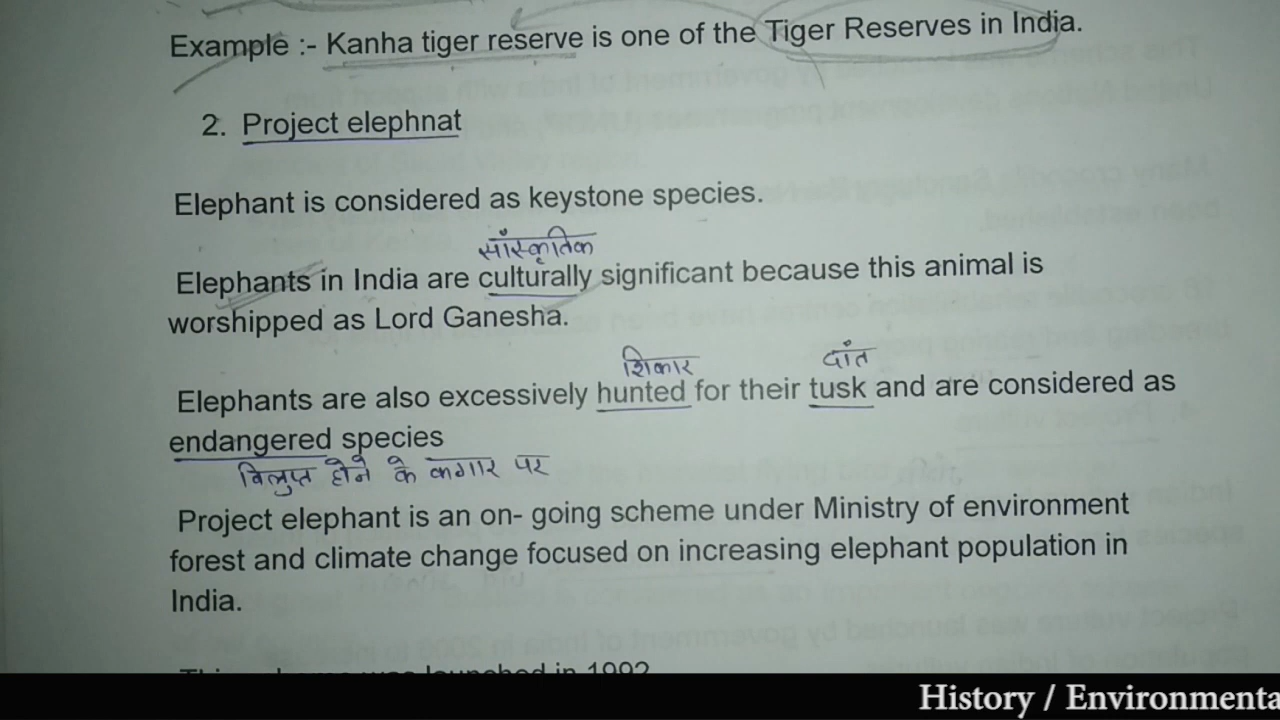 Example :- Kanha tiger reserve is one of the Tiger Reserves in India.
2. Project elephnat
Elephant is considered as keystone species.
साँस्कृतिक
Elephants in India are culturally significant because this animal is
worshipped as Lord Ganesha.
शिकार दांत
Elephants are also excessively hunted for their tusk and are considered as
endangered species
विलुप्त होने के कगार पर
Project elephant is an on- going scheme under Ministry of environment
forest and climate change focused on increasing elephant population in
India.
launched in 1992
History / Environmenta